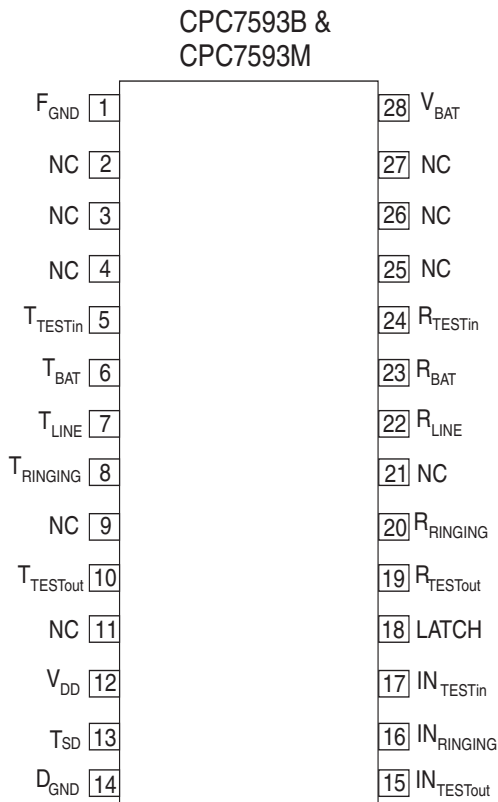 CPC7593B &
CPC7593M
F_GND 1 28 V_BAT
NC 2 27 NC
NC 3 26 NC
NC 4 25 NC
T_TESTin 5 24 R_TESTin
T_BAT 6 23 R_BAT
T_LINE 7 22 R_LINE
T_RINGING 8 21 NC
NC 9 20 R_RINGING
T_TESTout 10 19 R_TESTout
NC 11 18 LATCH
V_DD 12 17 IN_TESTin
T_SD 13 16 IN_RINGING
D_GND 14 15 IN_TESTout